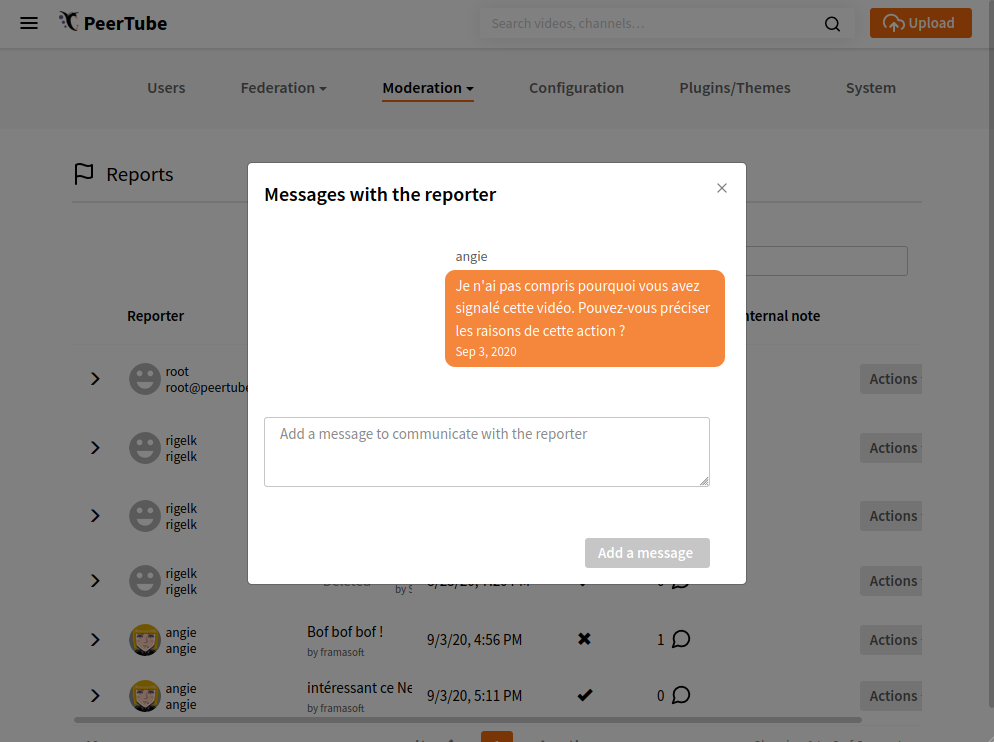 PeerTube
Search videos, channels…
Upload
Users
Federation
Moderation
Configuration
Plugins/Themes
System
Reports
Messages with the reporter
angie
Je n'ai pas compris pourquoi vous avez
signalé cette vidéo. Pouvez-vous préciser
les raisons de cette action ?
Sep 3, 2020
Add a message to communicate with the reporter
Add a message
Reporter
note
root
root@peertube
Actions
rigelk
rigelk
Actions
rigelk
rigelk
Actions
rigelk
rigelk
by
Actions
angie
angie
Bof bof bof !
by framasoft
9/3/20, 4:56 PM
1
Actions
angie
angie
intéressant ce Ne
by framasoft
9/3/20, 5:11 PM
0
Actions